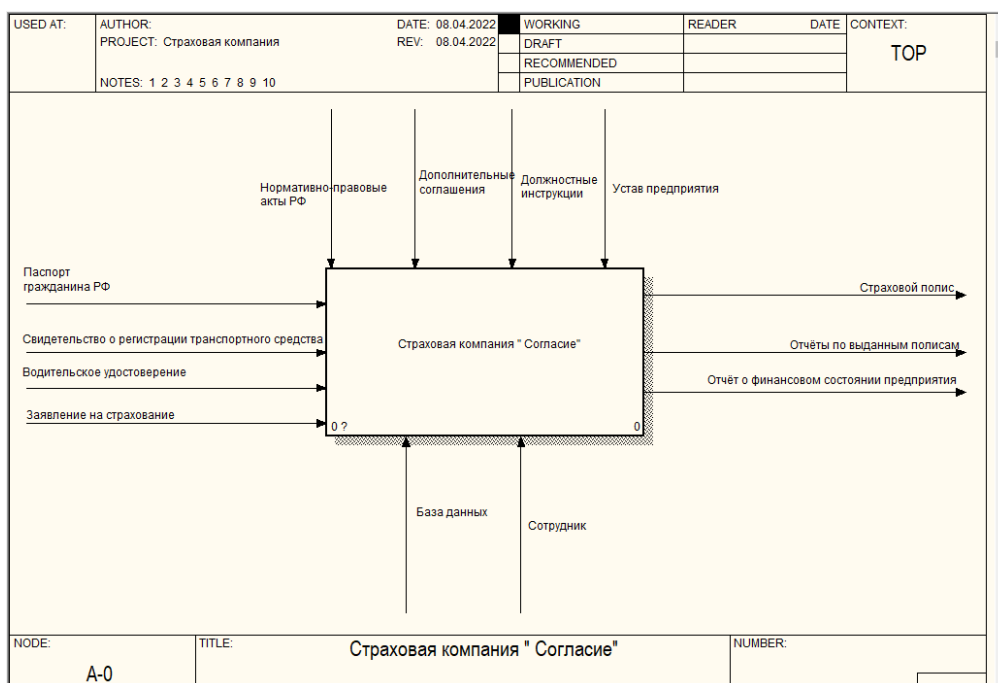 USED AT:
AUTHOR:
DATE: 08.04.2022
WORKING
READER
DATE
CONTEXT:
PROJECT: Страховая компания
REV: 08.04.2022
DRAFT
TOP
RECOMMENDED
NOTES: 1 2 3 4 5 6 7 8 9 10
PUBLICATION
Нормативно-правовые
акты РФ
Дополнительные
соглашения
Должностные
инструкции
Устав предприятия
Паспорт
гражданина РФ
Свидетельство о регистрации транспортного средства
Водительское удостоверение
Заявление на страхование
Страховая компания " Согласие"
0 ?
0
Страховой полис
Отчёты по выданным полисам
Отчёт о финансовом состоянии предприятия
База данных
Сотрудник
NODE:
TITLE:
NUMBER:
A-0
Страховая компания " Согласие"